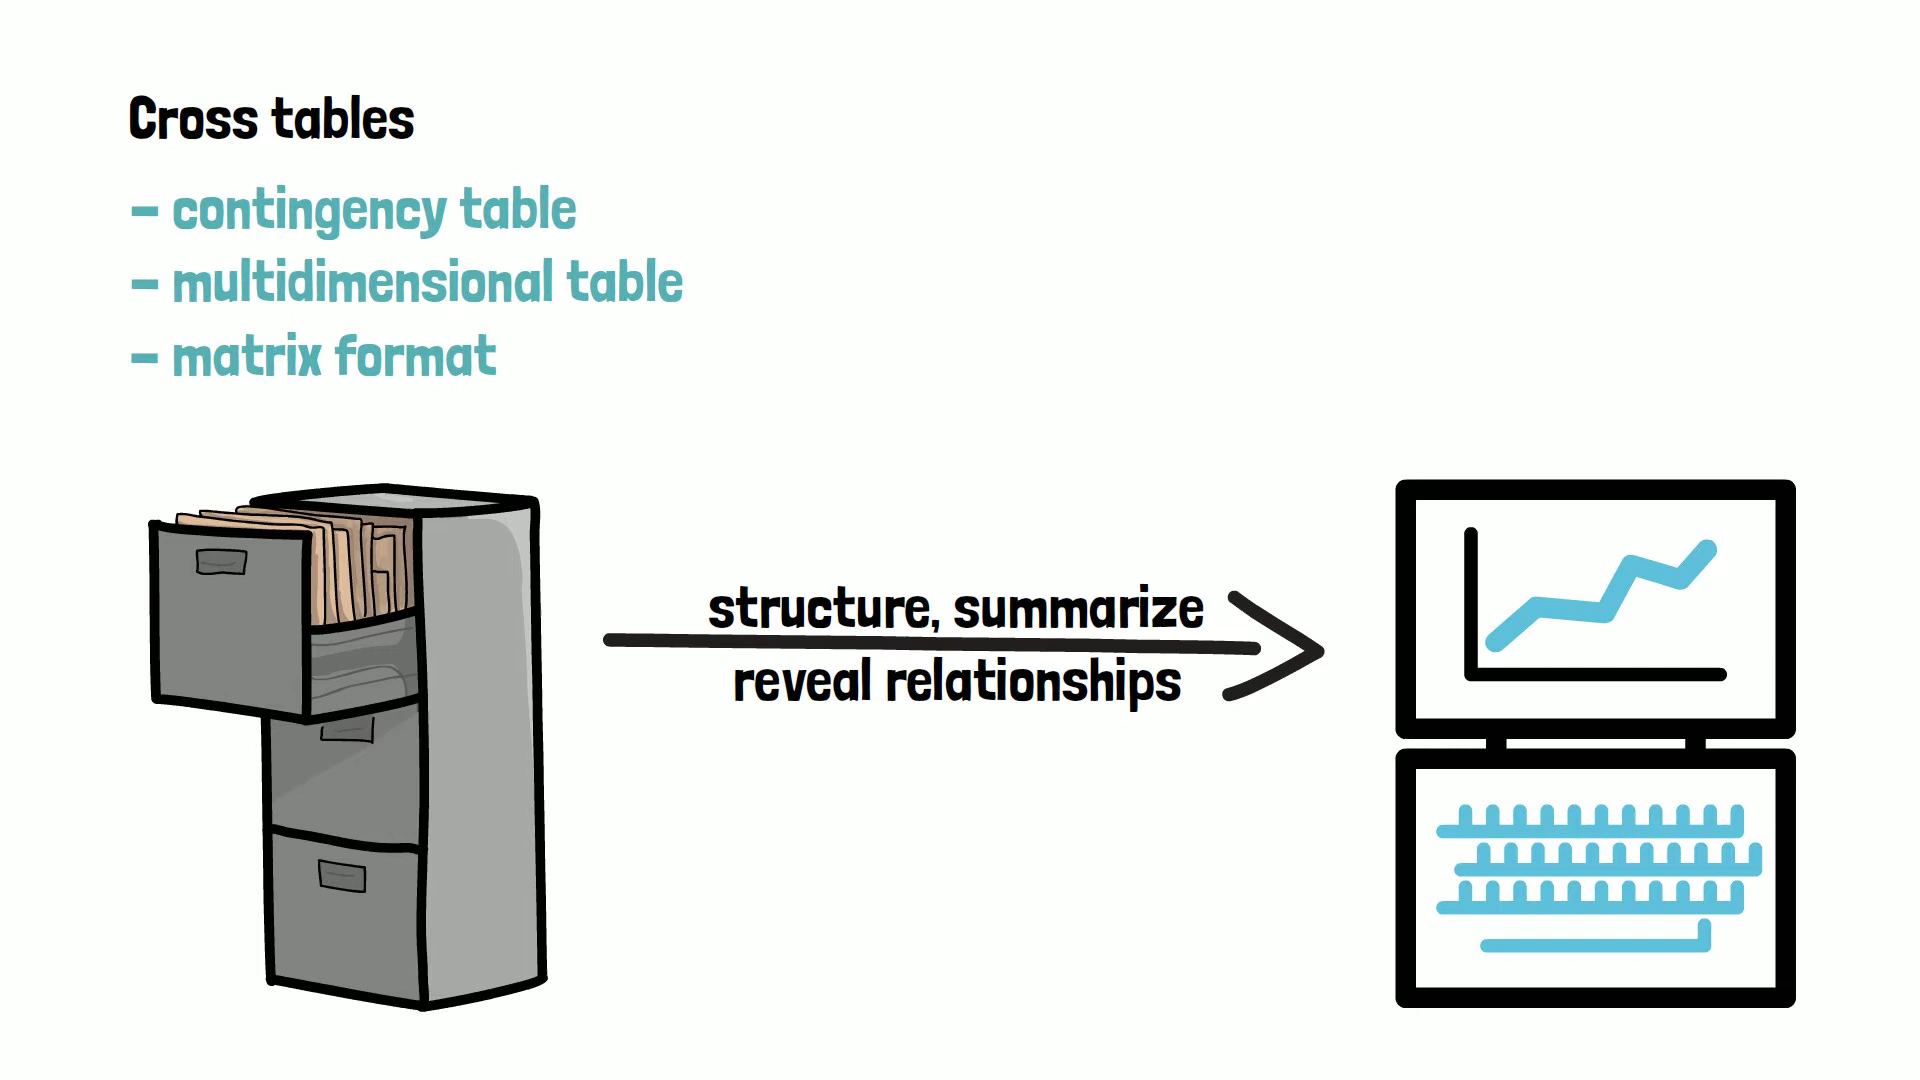 Cross tables
- contingency table
- multidimensional table
- matrix format
structure, summarize
reveal relationships